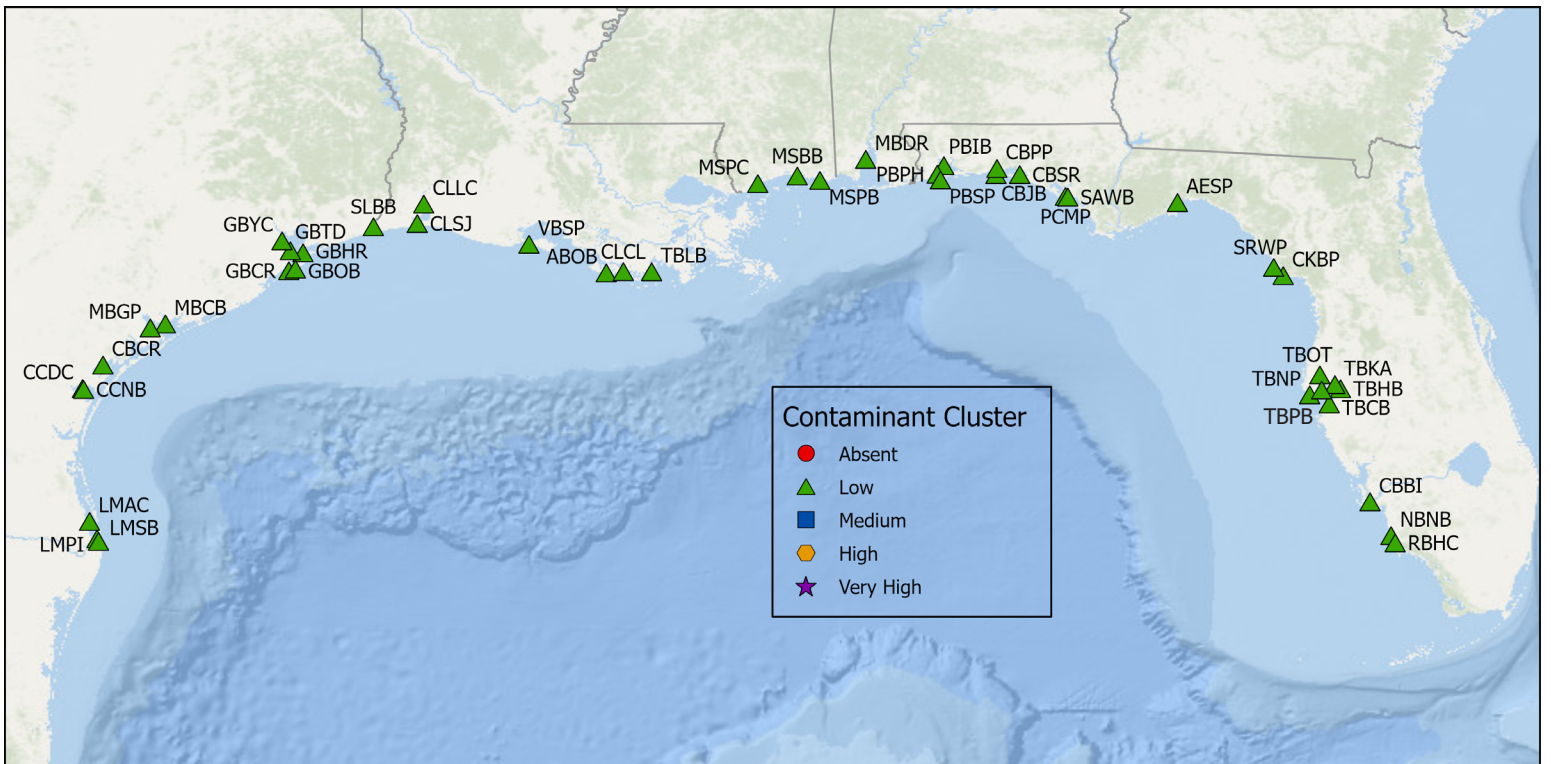 MBDR
PBIB
CBPP
MSBB
MSPC
PBPH
CBSR
MSPB
PBSP
CBJB
SAWB
AESP
PCMP
CLLC
SLBB
CLSJ
GBYC
GBTD
GBHR
GBCR
GBOB
VBSP
ABOB
CLCL
TBLB
SRWP
CKBP
MBGP
MBCB
CBCR
CCDC
CCNB
TBOT
TBKA
TBNP
TBHB
TBCB
TBPB
Contaminant Cluster
Absent
Low
Medium
High
Very High
CBBI
NBNB
RBHC
LMAC
LMSB
LMPI